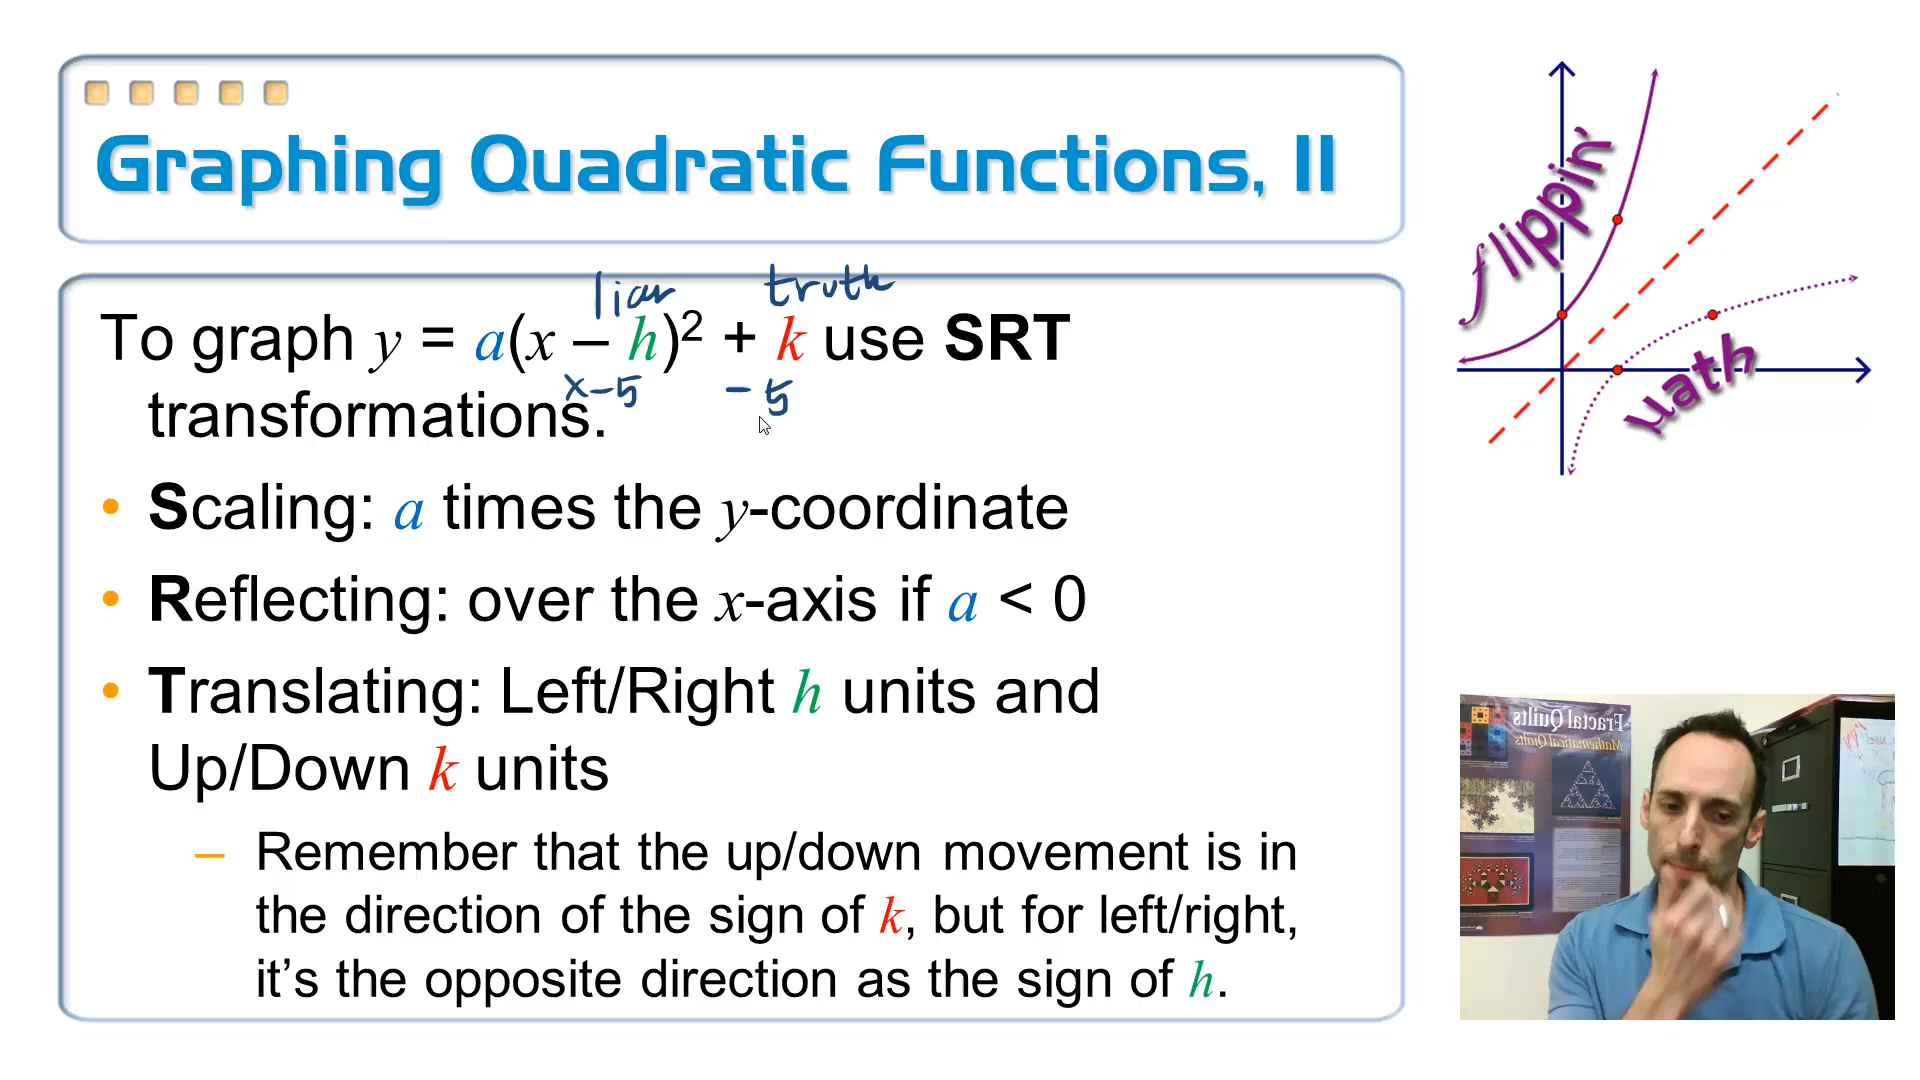 Graphing Quadratic Functions, II
liar truth
To graph y = a(x – h)² + k use SRT
x-5 -5
transformations.
• Scaling: a times the y-coordinate
• Reflecting: over the x-axis if a < 0
• Translating: Left/Right h units and
Up/Down k units
– Remember that the up/down movement is in
the direction of the sign of k, but for left/right,
it’s the opposite direction as the sign of h.
flippin'
µath
Fractal Quilts
Mathematical Quilts